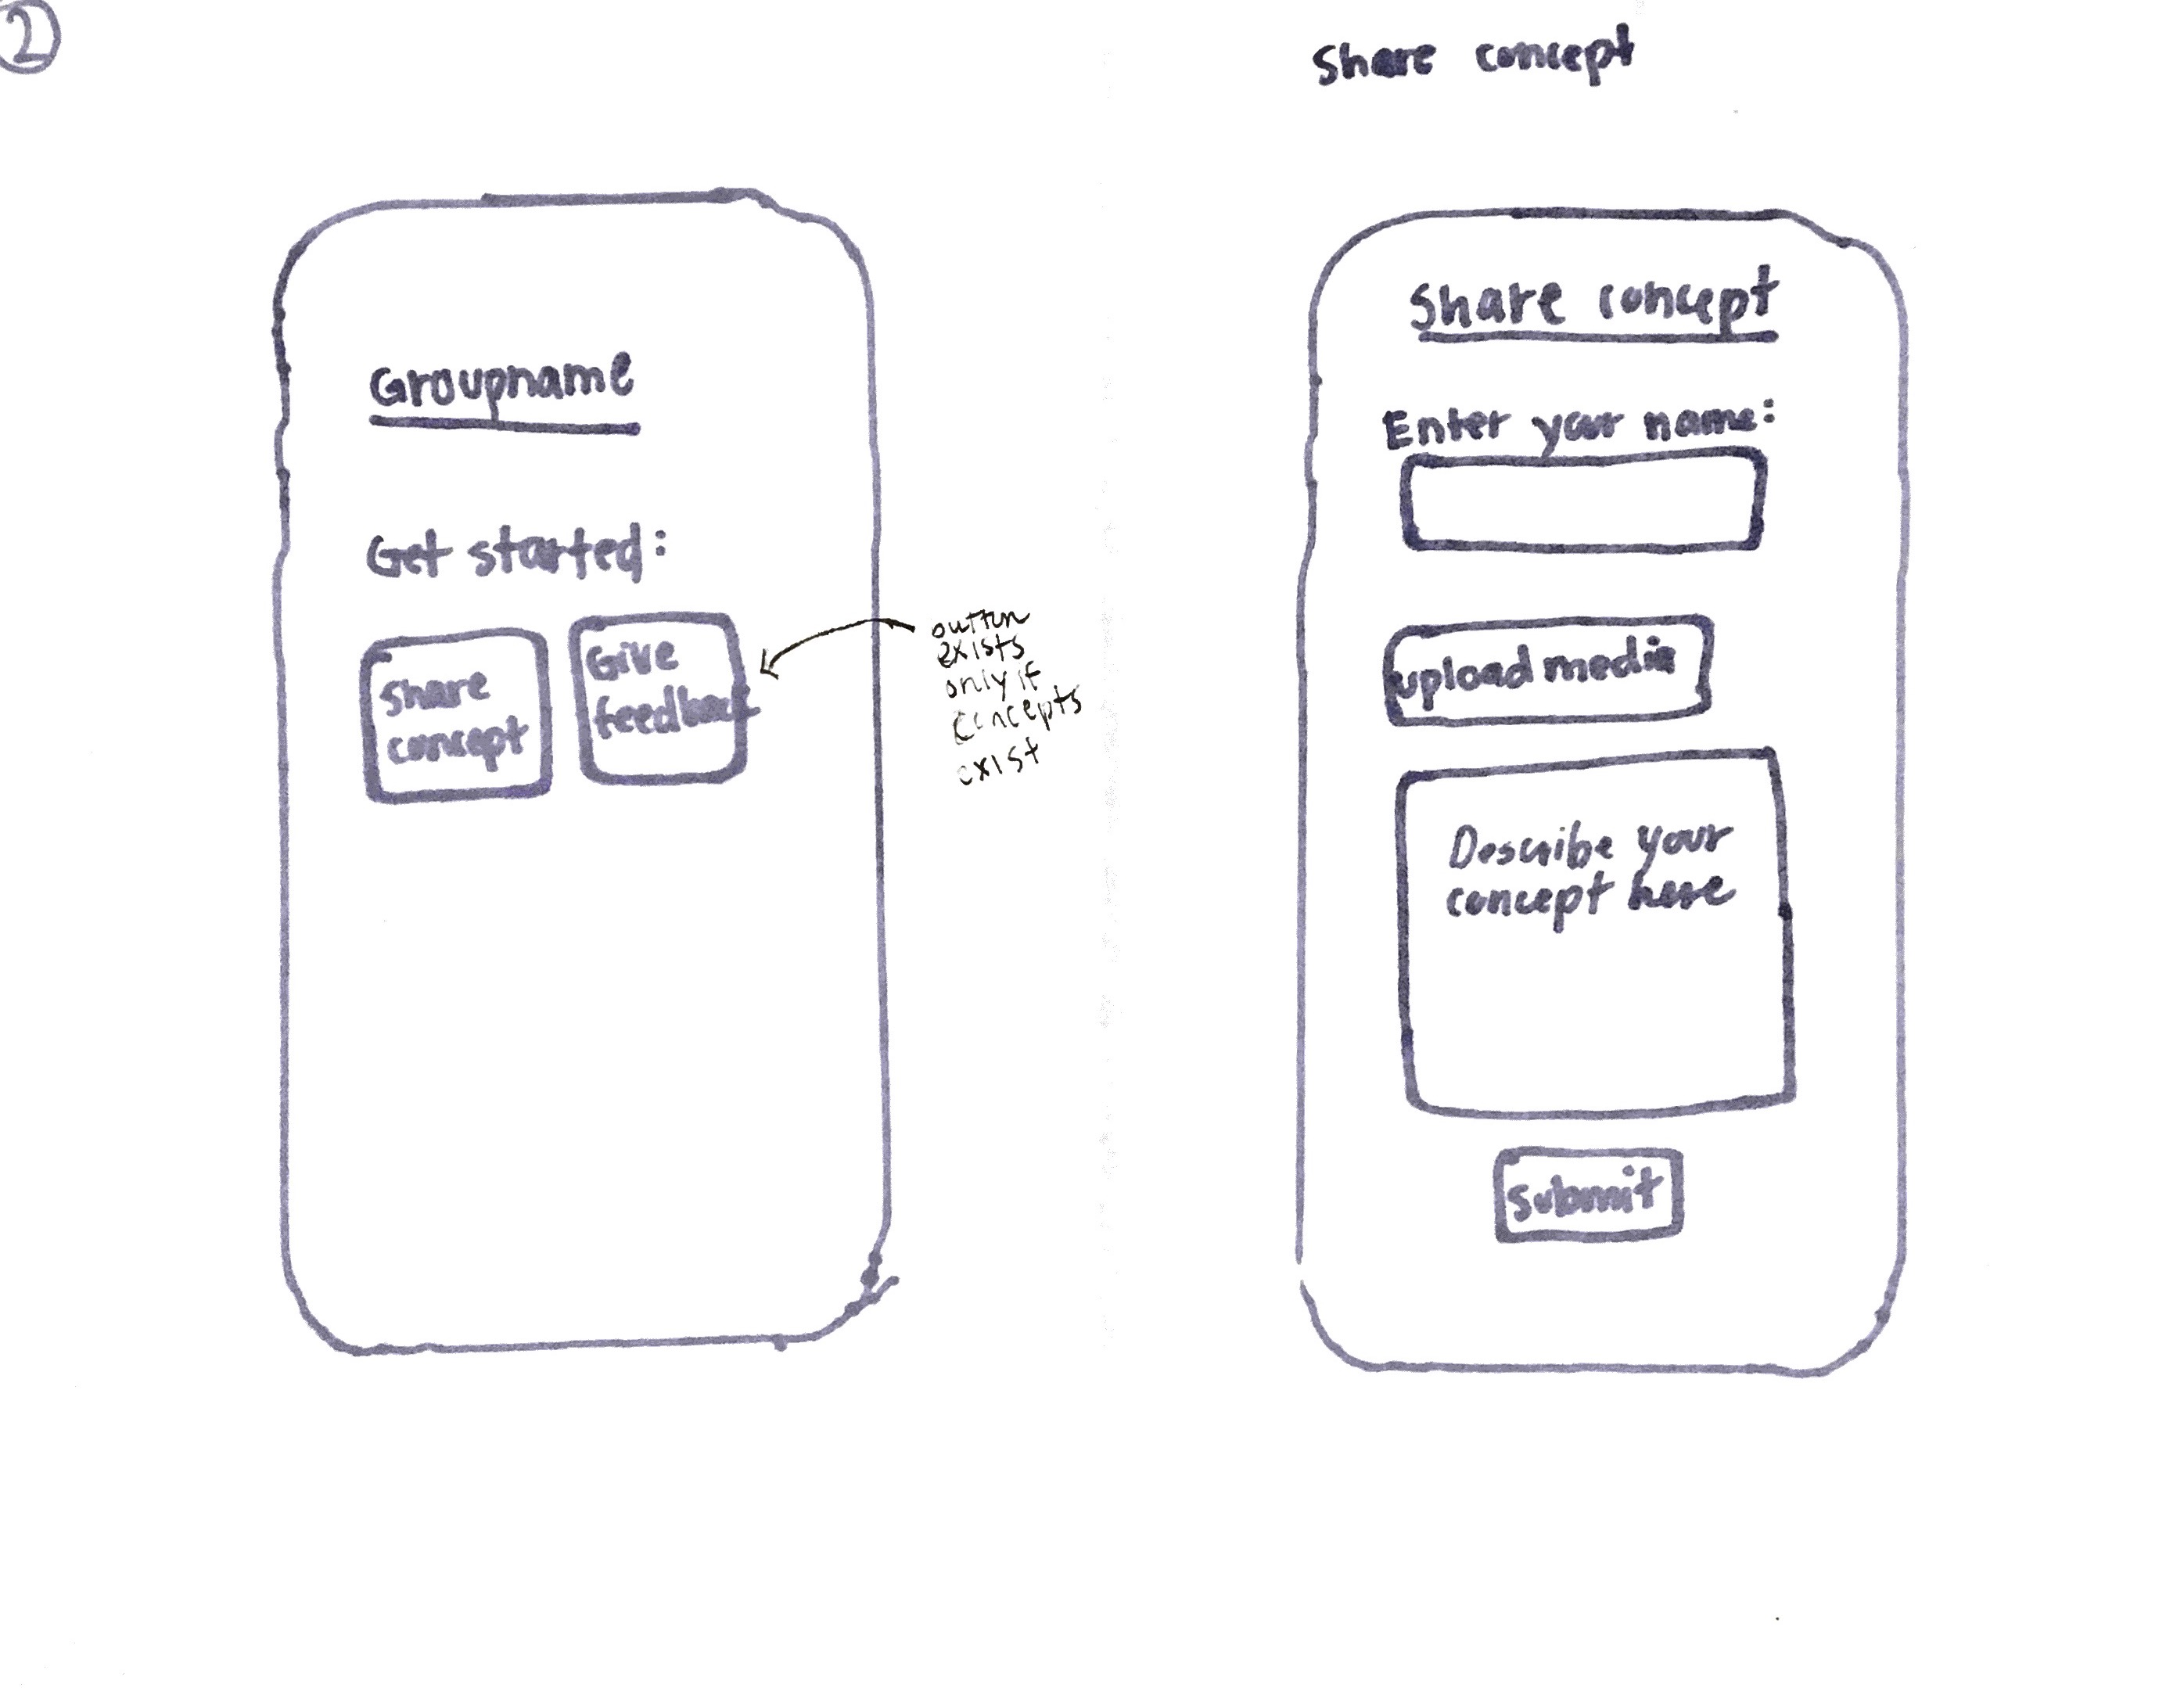 2
Groupname
Get started:
Share
concept
Give
feedback
button
exists
only if
concepts
exist
Share concept
Share concept
Enter your name:
upload media
Describe your
concept here
Submit